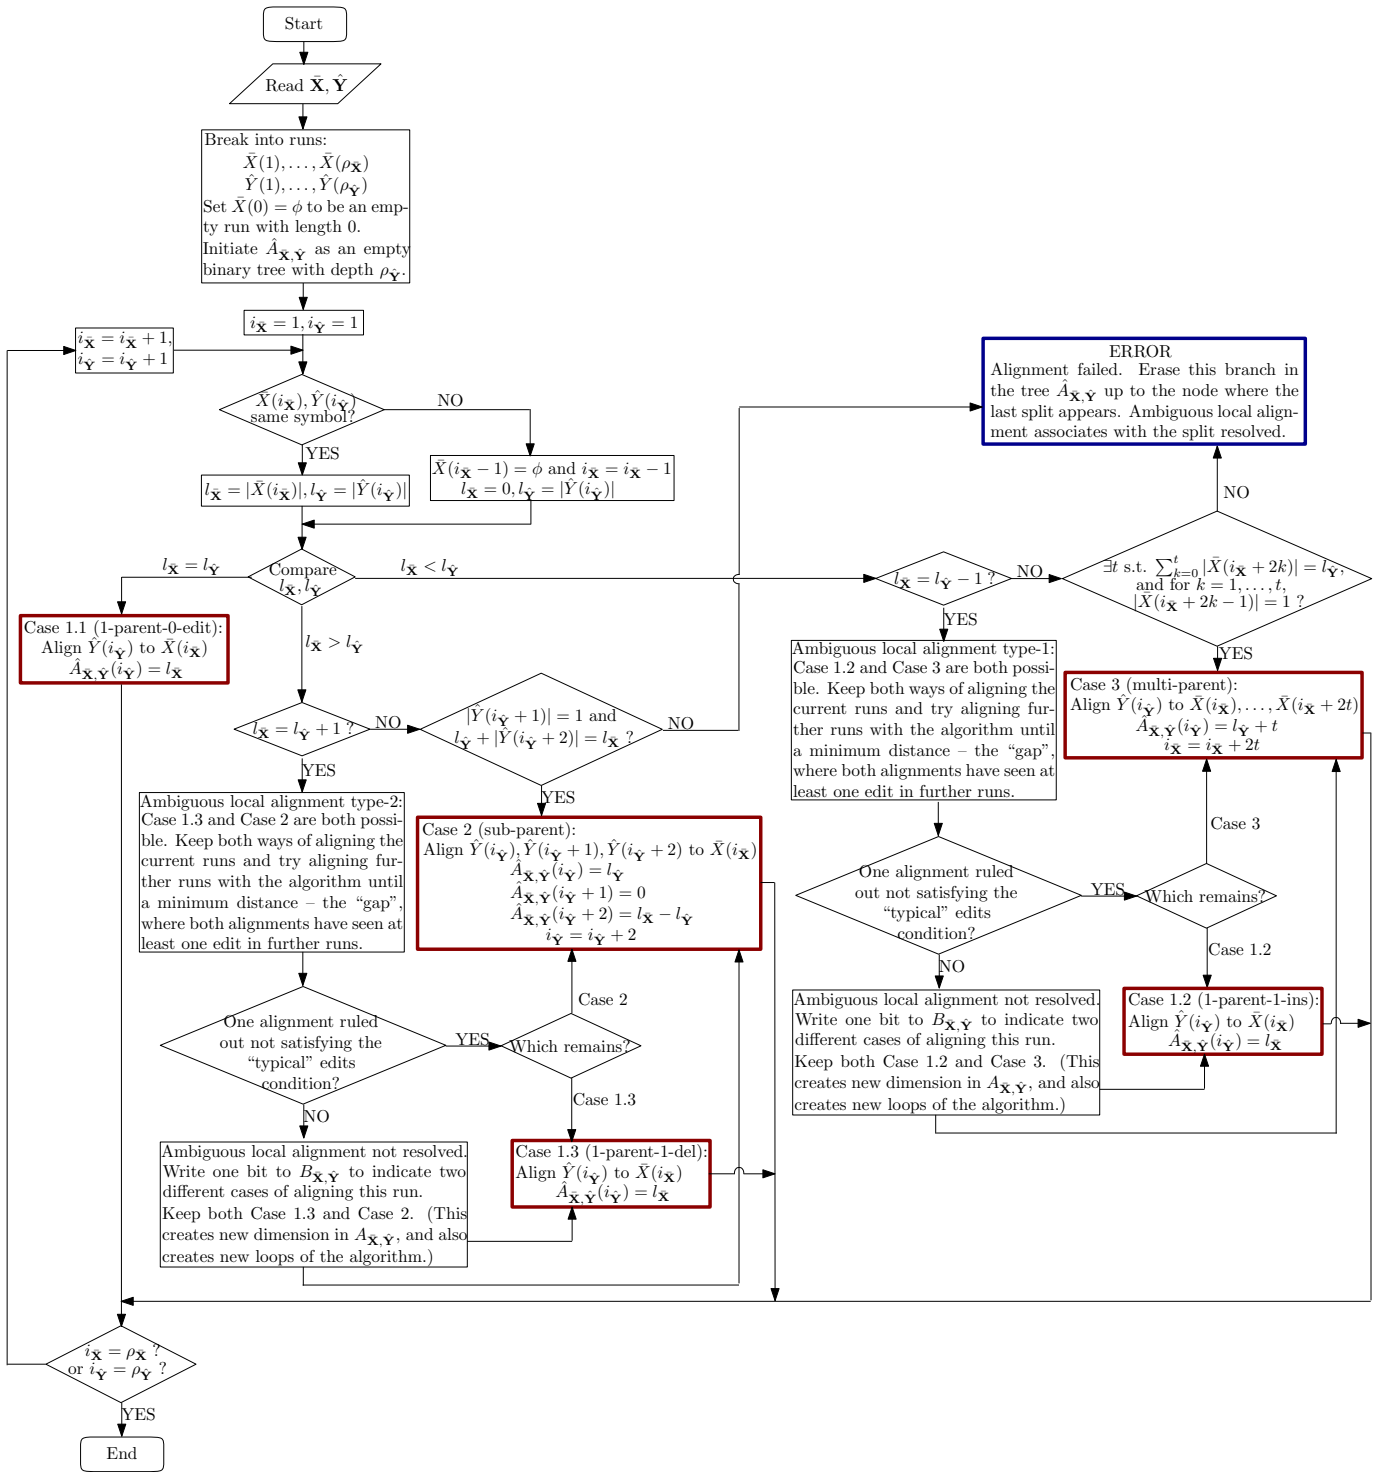 Start
Read X̄, Ŷ
Break into runs:
X̄(1), . . . , X̄(ρ_X̄)
Ŷ(1), . . . , Ŷ(ρ_Ŷ)
Set X̄(0) = ϕ to be an emp-
ty run with length 0.
Initiate Â_X̄,Ŷ as an empty
binary tree with depth ρ_Ŷ.
i_X̄ = 1, i_Ŷ = 1
i_X̄ = i_X̄ + 1,
i_Ŷ = i_Ŷ + 1
X̄(i_X̄), Ŷ(i_Ŷ)
same symbol?
NO
YES
X̄(i_X̄ − 1) = ϕ and i_X̄ = i_X̄ − 1
l_X̄ = 0, l_Ŷ = |Ŷ(i_Ŷ)|
l_X̄ = |X̄(i_X̄)|, l_Ŷ = |Ŷ(i_Ŷ)|
Compare
l_X̄, l_Ŷ
l_X̄ = l_Ŷ
l_X̄ < l_Ŷ
l_X̄ > l_Ŷ
Case 1.1 (1-parent-0-edit):
Align Ŷ(i_Ŷ) to X̄(i_X̄)
Â_X̄,Ŷ(i_Ŷ) = l_X̄
l_X̄ = l_Ŷ + 1 ?
NO
YES
|Ŷ(i_Ŷ + 1)| = 1 and
l_Ŷ + |Ŷ(i_Ŷ + 2)| = l_X̄ ?
NO
YES
Ambiguous local alignment type-2:
Case 1.3 and Case 2 are both possi-
ble. Keep both ways of aligning the
current runs and try aligning fur-
ther runs with the algorithm until
a minimum distance – the “gap”,
where both alignments have seen at
least one edit in further runs.
Case 2 (sub-parent):
Align Ŷ(i_Ŷ), Ŷ(i_Ŷ + 1), Ŷ(i_Ŷ + 2) to X̄(i_X̄)
Â_X̄,Ŷ(i_Ŷ) = l_Ŷ
Â_X̄,Ŷ(i_Ŷ + 1) = 0
Â_X̄,Ŷ(i_Ŷ + 2) = l_X̄ − l_Ŷ
i_Ŷ = i_Ŷ + 2
One alignment ruled
out not satisfying the
“typical” edits
condition?
YES
NO
Which remains?
Case 2
Case 1.3
Ambiguous local alignment not resolved.
Write one bit to B_X̄,Ŷ to indicate two
different cases of aligning this run.
Keep both Case 1.3 and Case 2. (This
creates new dimension in A_X̄,Ŷ, and also
creates new loops of the algorithm.)
Case 1.3 (1-parent-1-del):
Align Ŷ(i_Ŷ) to X̄(i_X̄)
Â_X̄,Ŷ(i_Ŷ) = l_X̄
ERROR
Alignment failed. Erase this branch in
the tree Â_X̄,Ŷ up to the node where the
last split appears. Ambiguous local align-
ment associates with the split resolved.
NO
l_X̄ = l_Ŷ − 1 ?
NO
YES
∃t s.t. ∑_{k=0}^{t} |X̄(i_X̄ + 2k)| = l_Ŷ,
and for k = 1, . . . , t,
|X̄(i_X̄ + 2k − 1)| = 1 ?
YES
Ambiguous local alignment type-1:
Case 1.2 and Case 3 are both possi-
ble. Keep both ways of aligning the
current runs and try aligning fur-
ther runs with the algorithm until
a minimum distance – the “gap”,
where both alignments have seen at
least one edit in further runs.
Case 3 (multi-parent):
Align Ŷ(i_Ŷ) to X̄(i_X̄), . . . , X̄(i_X̄ + 2t)
Â_X̄,Ŷ(i_Ŷ) = l_Ŷ + t
i_X̄ = i_X̄ + 2t
One alignment ruled
out not satisfying the
“typical” edits
condition?
YES
NO
Which remains?
Case 3
Case 1.2
Ambiguous local alignment not resolved.
Write one bit to B_X̄,Ŷ to indicate two
different cases of aligning this run.
Keep both Case 1.2 and Case 3. (This
creates new dimension in A_X̄,Ŷ, and also
creates new loops of the algorithm.)
Case 1.2 (1-parent-1-ins):
Align Ŷ(i_Ŷ) to X̄(i_X̄)
Â_X̄,Ŷ(i_Ŷ) = l_X̄
i_X̄ = ρ_X̄ ?
or i_Ŷ = ρ_Ŷ ?
YES
End